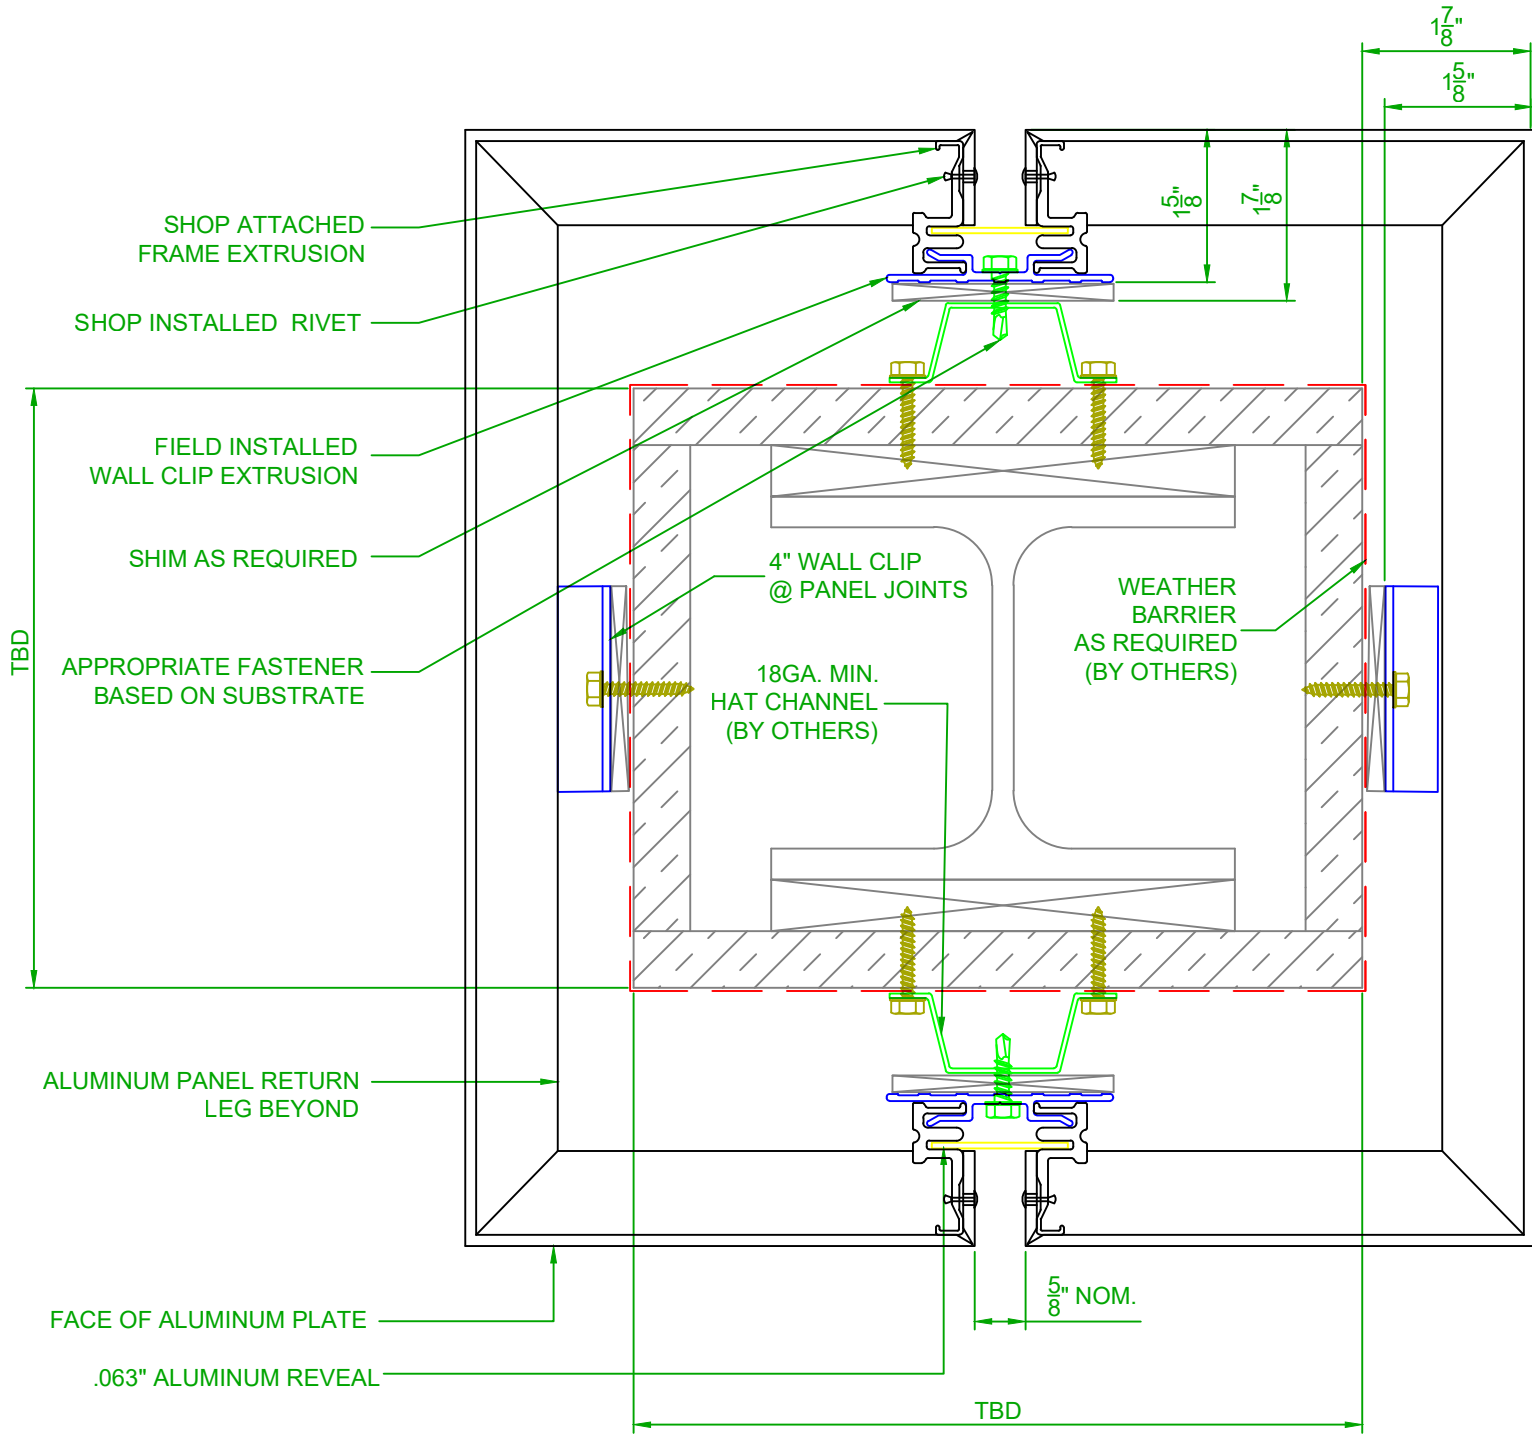 1 7/8"
1 5/8"
1 5/8"
1 7/8"
SHOP ATTACHED
FRAME EXTRUSION
SHOP INSTALLED RIVET
FIELD INSTALLED
WALL CLIP EXTRUSION
SHIM AS REQUIRED
4" WALL CLIP
@ PANEL JOINTS
WEATHER
BARRIER
AS REQUIRED
(BY OTHERS)
TBD
APPROPRIATE FASTENER
BASED ON SUBSTRATE
18GA. MIN.
HAT CHANNEL
(BY OTHERS)
ALUMINUM PANEL RETURN
LEG BEYOND
5/8" NOM.
FACE OF ALUMINUM PLATE
.063" ALUMINUM REVEAL
TBD